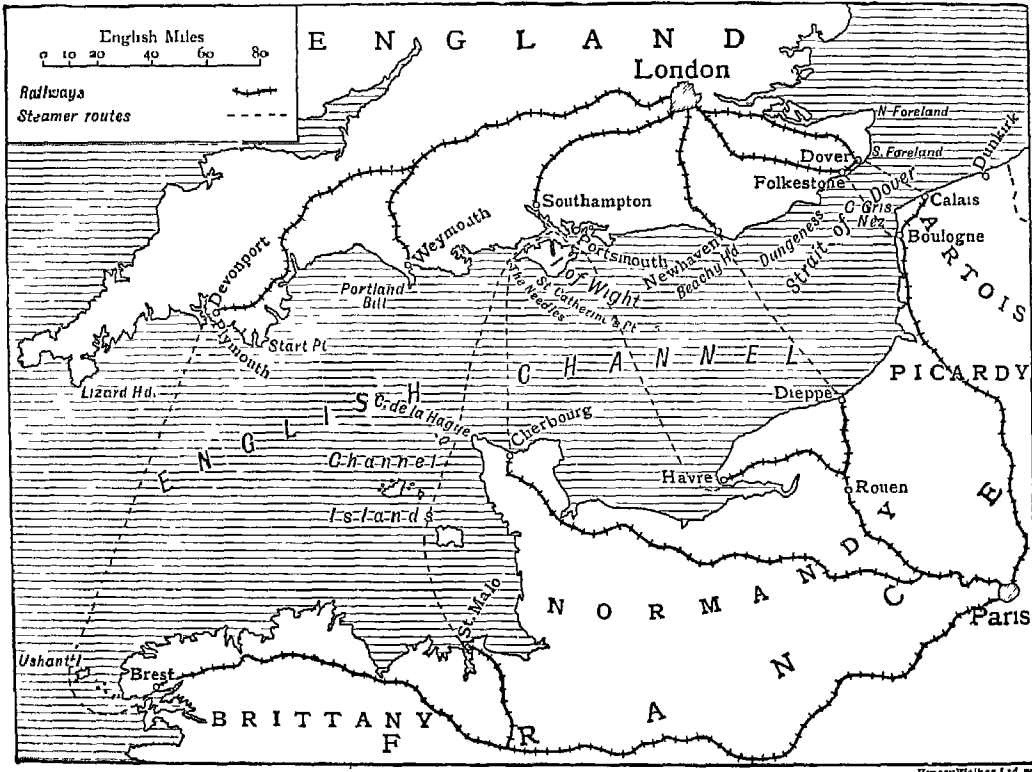 English Miles
0 10 20 40 60 80
Railways
Steamer routes
ENGLAND
London
N Foreland
Dover
S. Foreland
Dunkirk
Folkestone
Strait of Dover
Calais
C Gris
Nez
Boulogne
ARTOIS
Southampton
Portsmouth
I. of Wight
Newhaven
Beachy Hd
Dungeness
Weymouth
Portland
Bill
The Needles
St Catherine's Pt
Devonport
Plymouth
Start Pt
Lizard Hd.
ENGLISH
CHANNEL
PICARDY
C. de la Hague
Cherbourg
Dieppe
Channel
Islands
Havre
Rouen
NORMANDY
St. Malo
Paris
Ushant I
Brest
BRITTANY
FRANCE